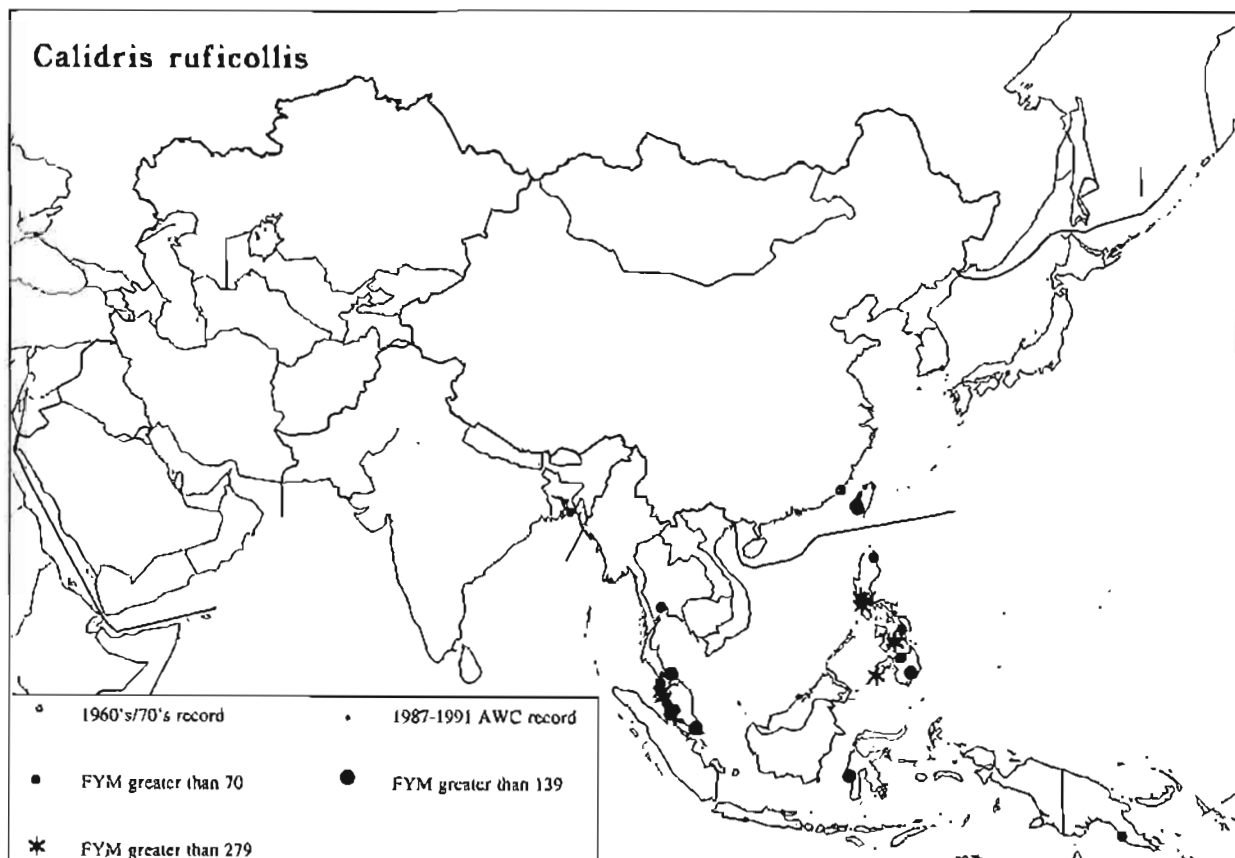 Calidris ruficollis
1960's/70's record
1987-1991 AWC record
FYM greater than 70
FYM greater than 139
FYM greater than 279